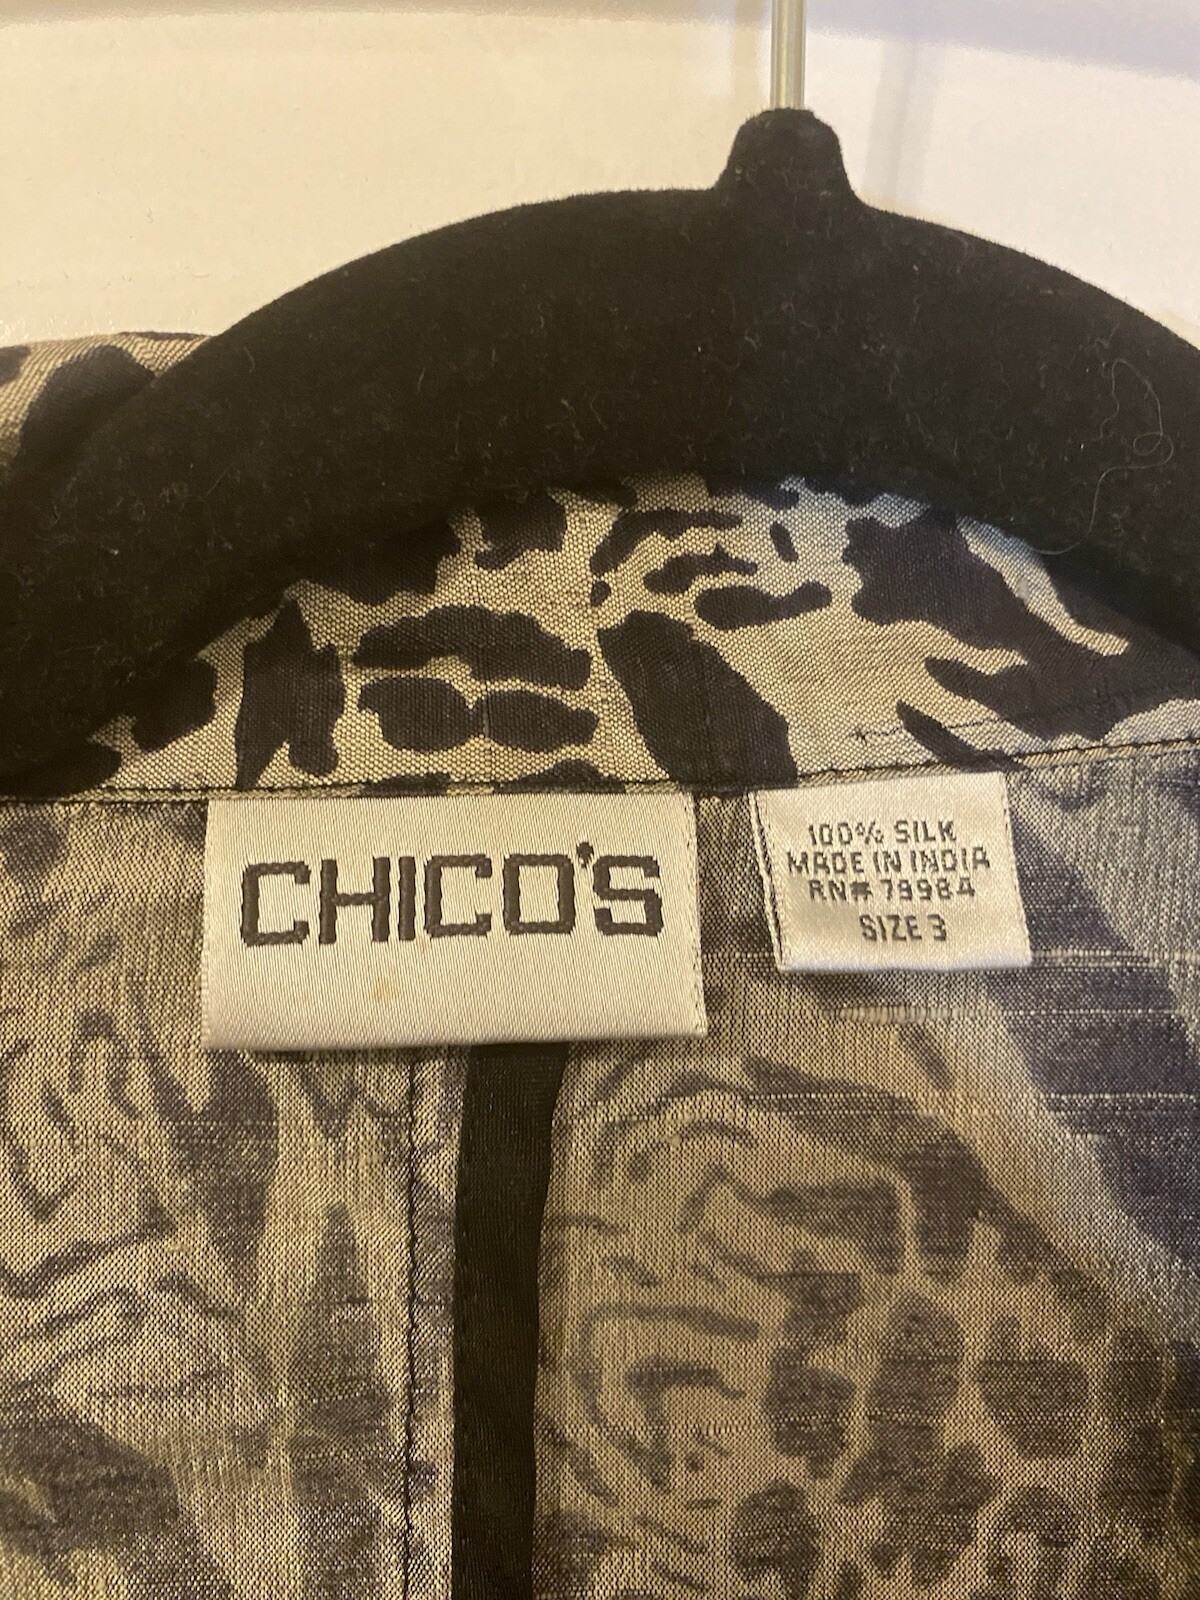 CHICO'S
100% SILK
MADE IN INDIA
RN# 79984
SIZE 3